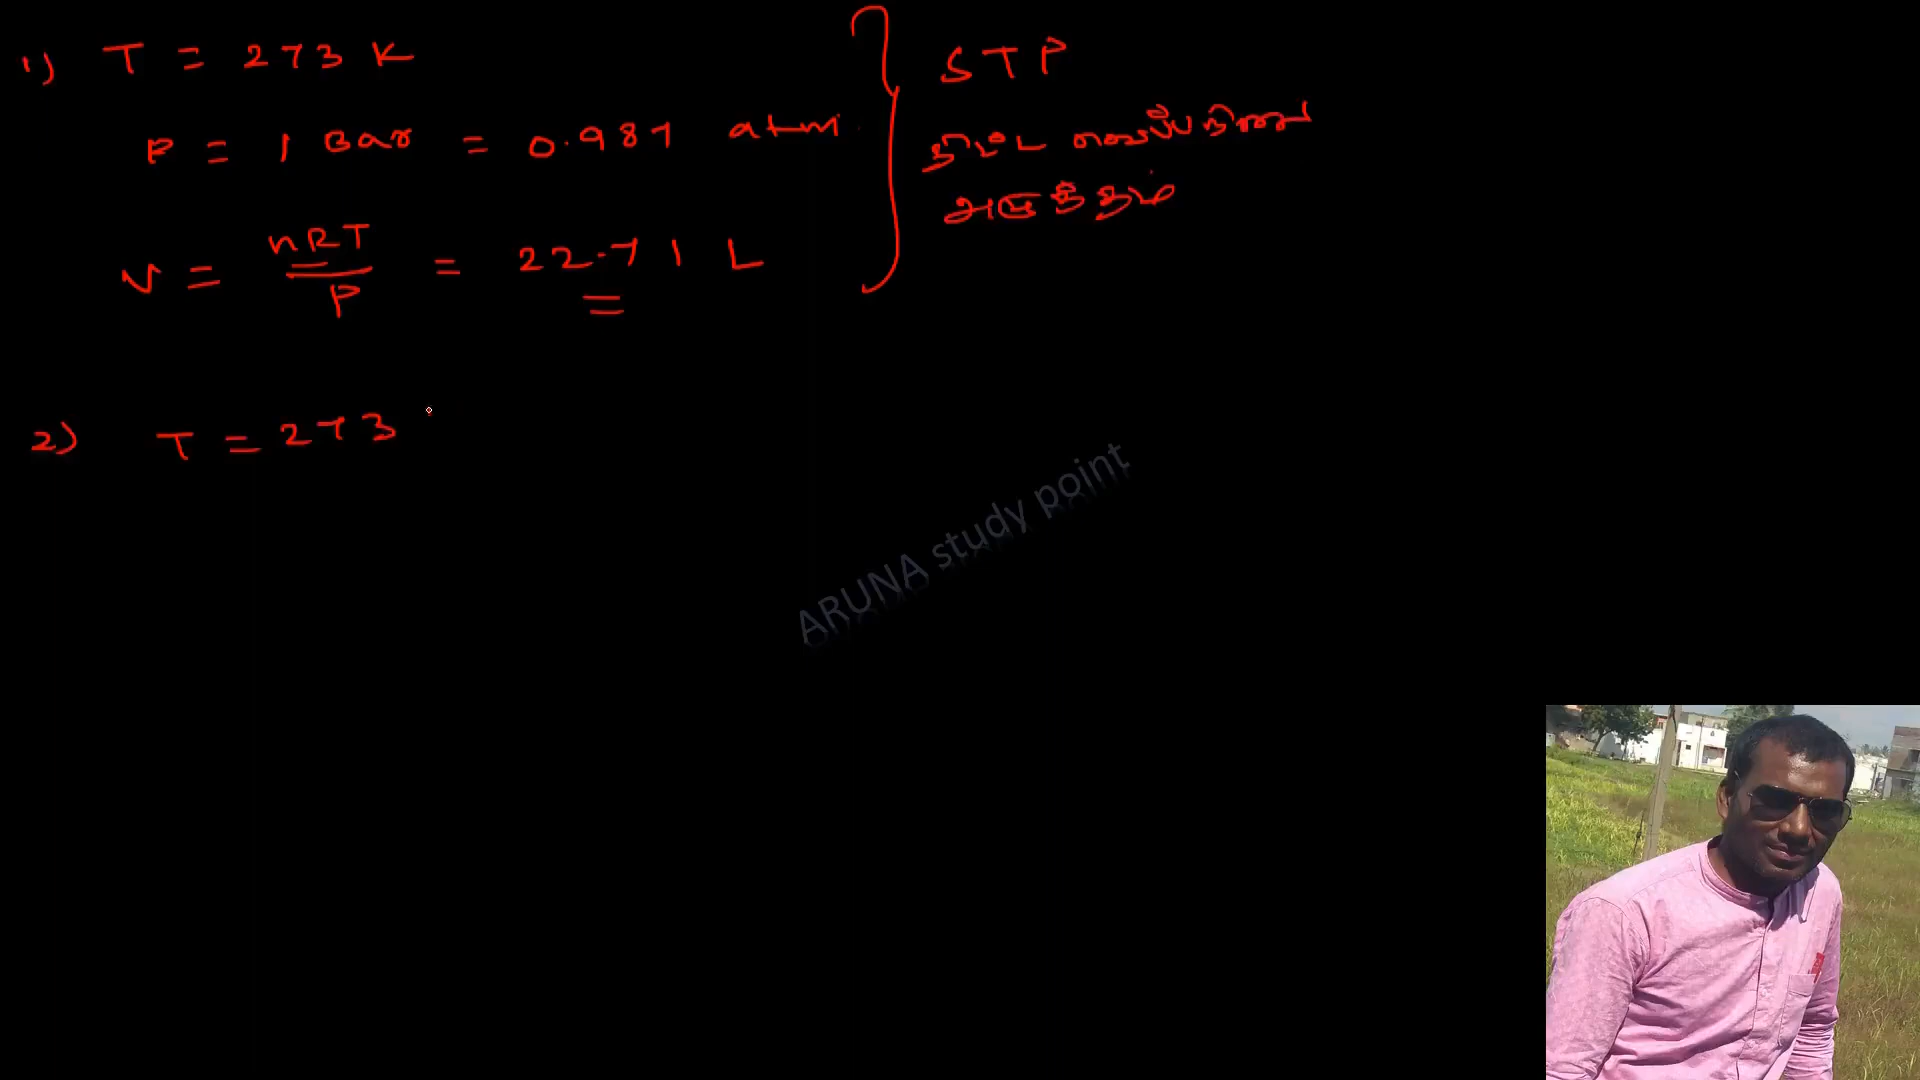 1) T = 273 K
P = 1 Bar = 0.987 atm.
V = nRT / P = 22.71 L
STP
திட்ட வெப்பநிலை
அழுத்தம்
2) T = 273
ARUNA study point